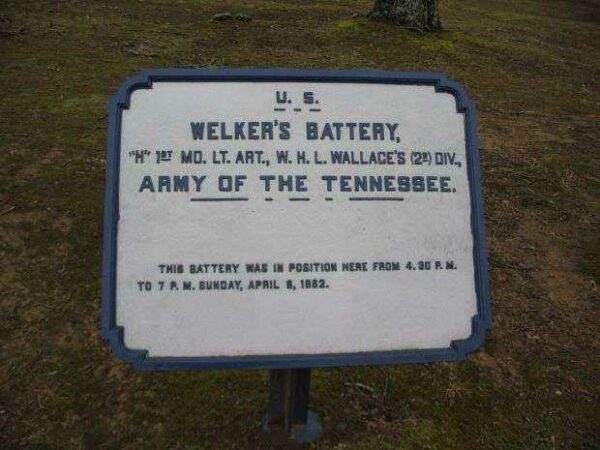 U. S.
WELKER'S BATTERY,
"H" 1ST MO. LT. ART., W. H. L. WALLACE'S (2D) DIV.,
ARMY OF THE TENNESSEE.
THIS BATTERY WAS IN POSITION HERE FROM 4.30 P. M.
TO 7 P. M. SUNDAY, APRIL 6, 1862.